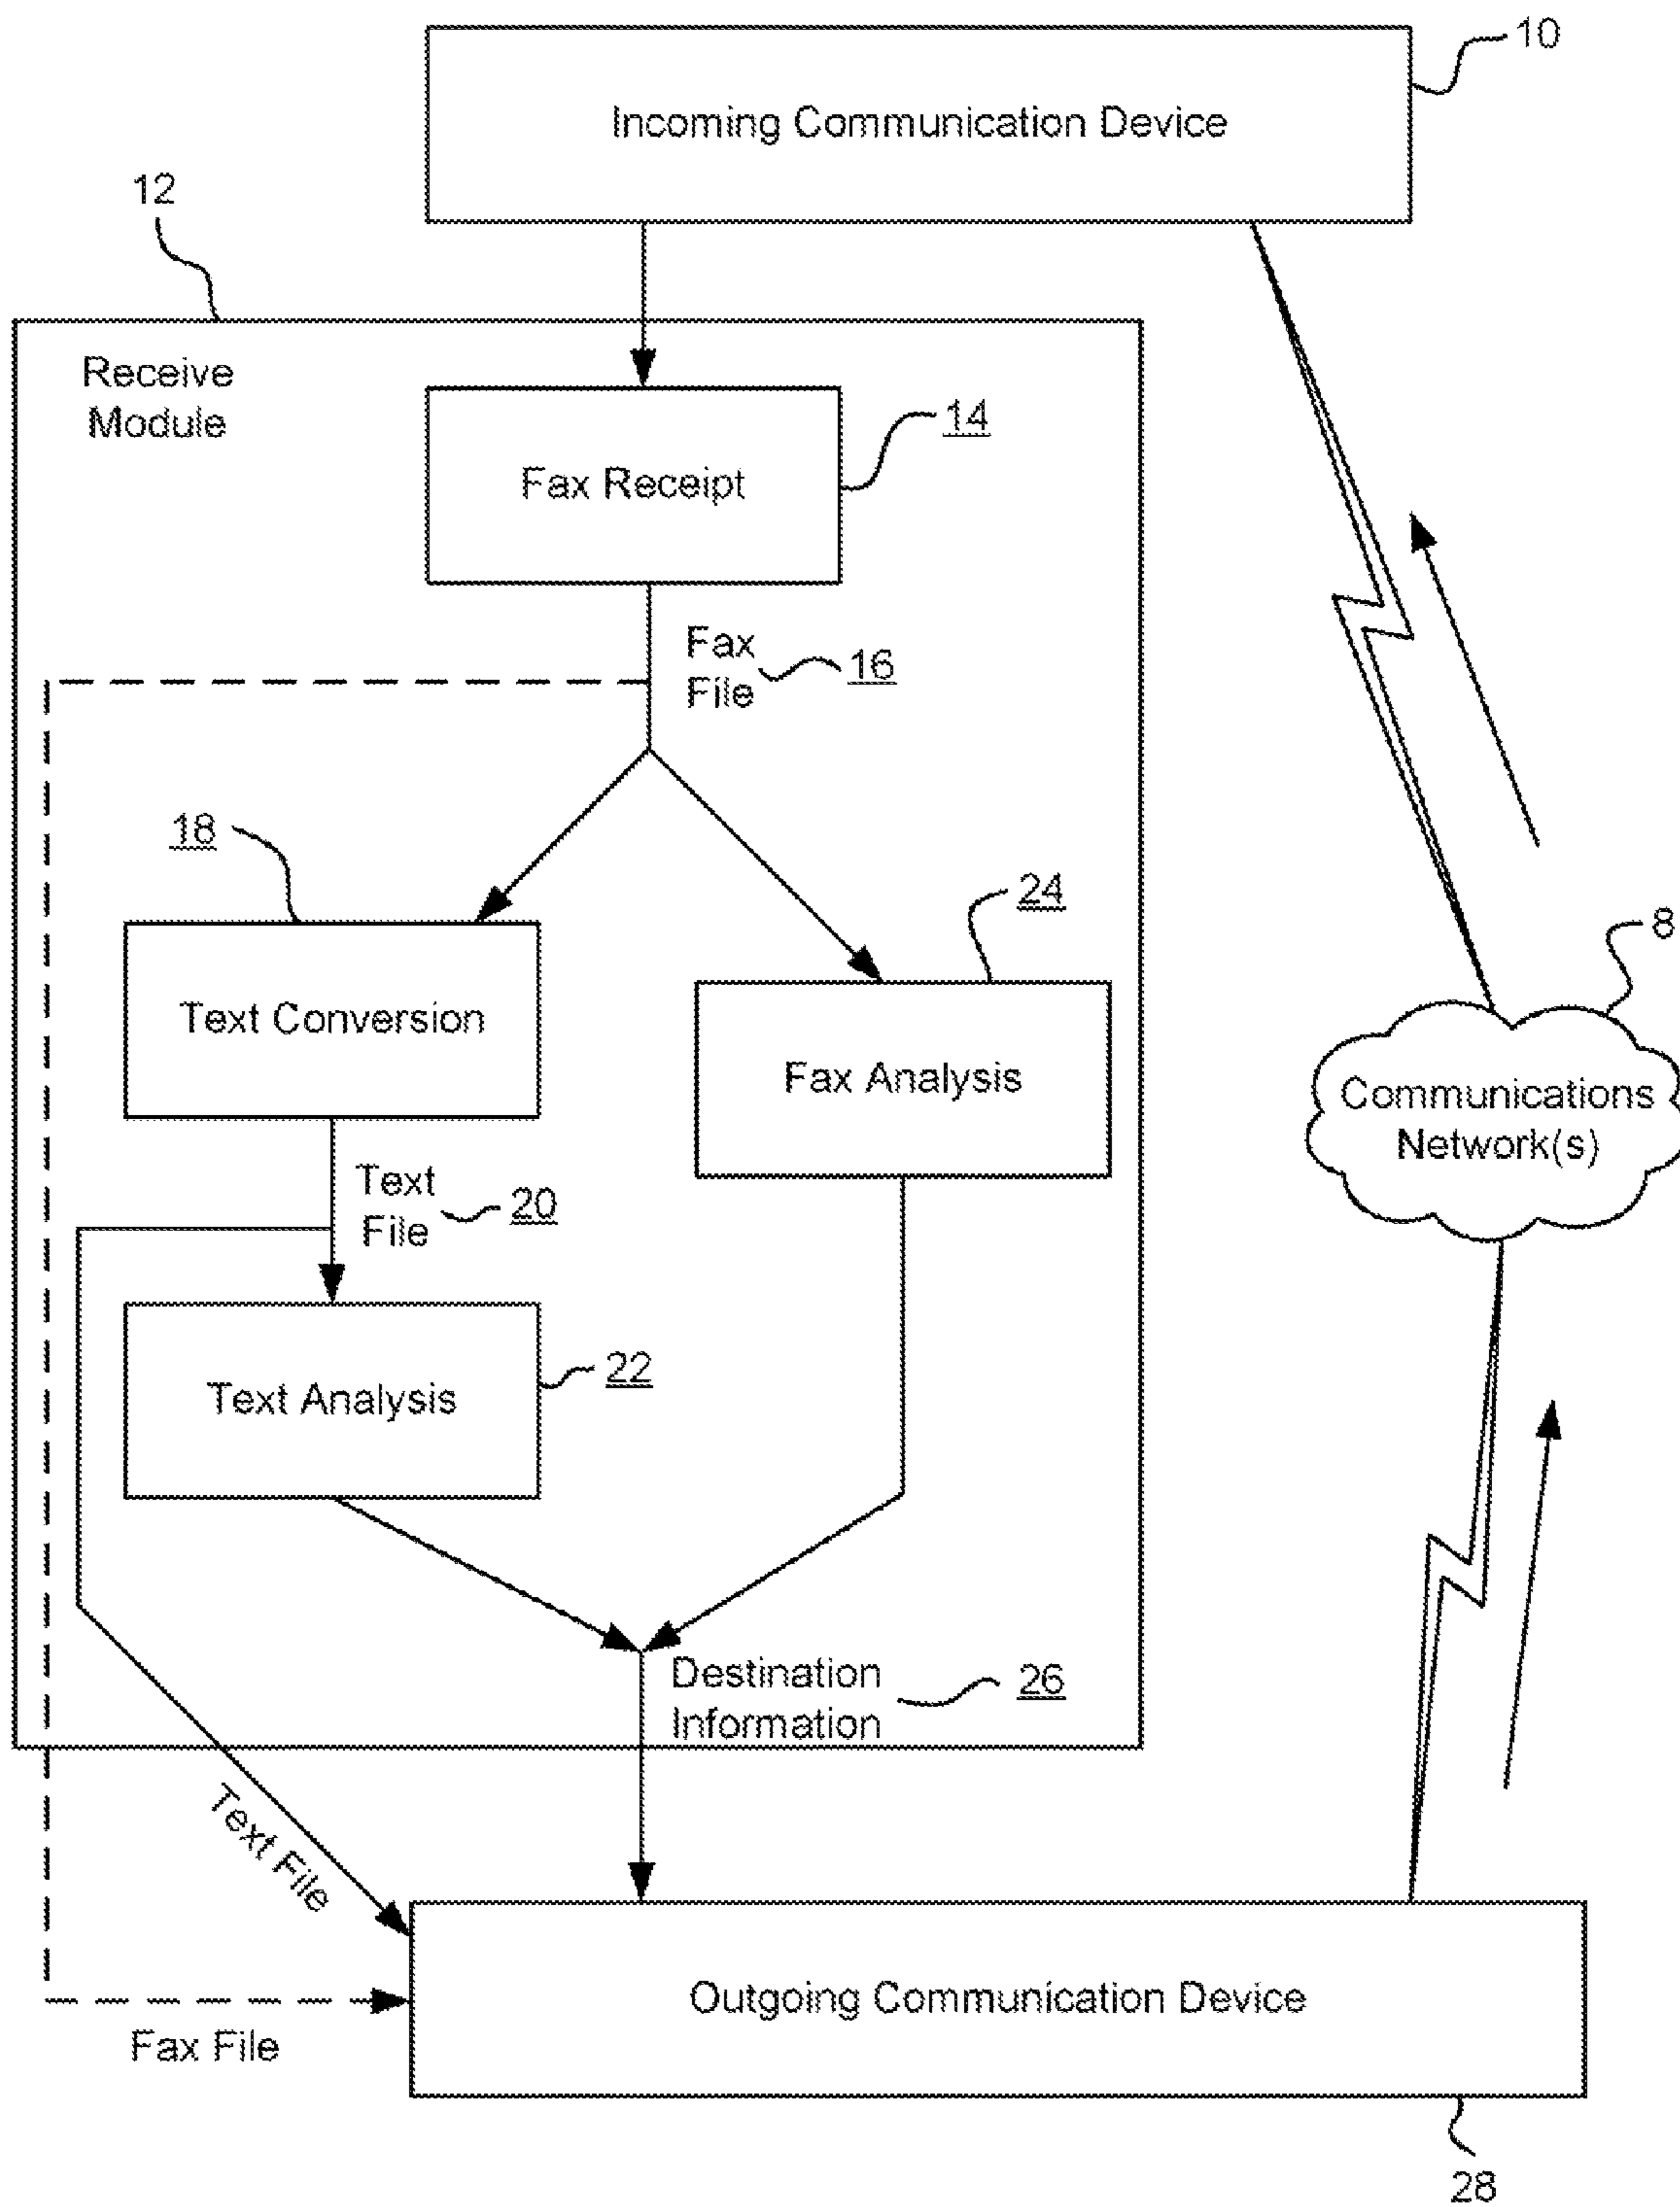 10
Incoming Communication Device
12
Receive
Module
14
Fax Receipt
Fax
File
16
18
24
8
Text Conversion
Fax Analysis
Communications
Network(s)
Text
File
20
22
Text Analysis
Destination
Information
26
Text File
Outgoing Communication Device
Fax File
28